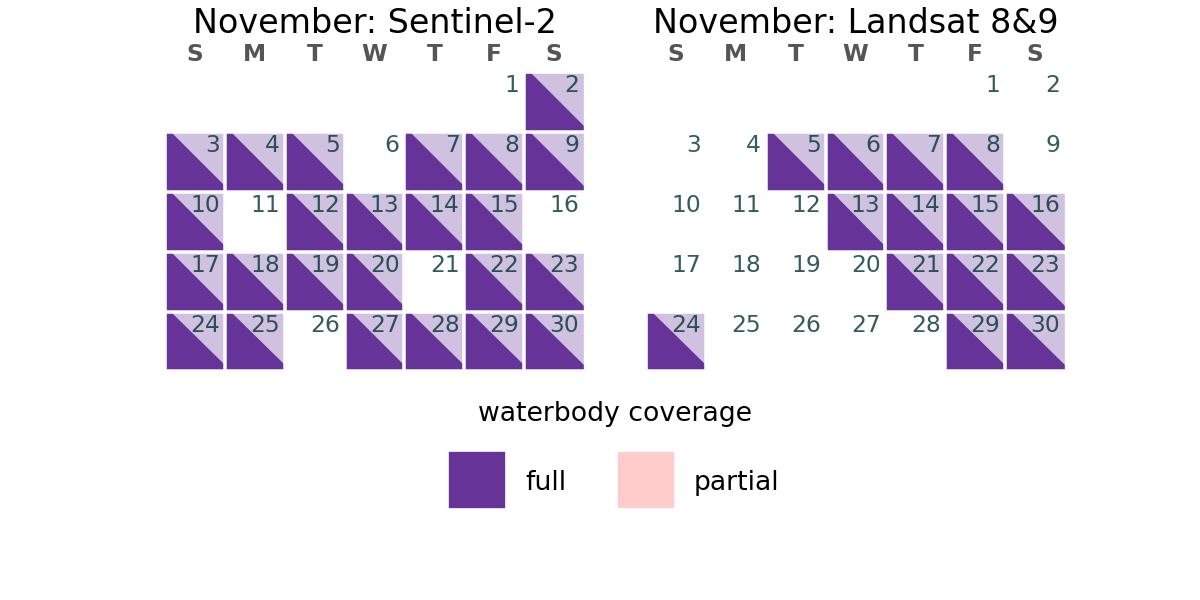 November: Sentinel-2
S M T W T F S
1 2
3 4 5 6 7 8 9
10 11 12 13 14 15 16
17 18 19 20 21 22 23
24 25 26 27 28 29 30
November: Landsat 8&9
S M T W T F S
1 2
3 4 5 6 7 8 9
10 11 12 13 14 15 16
17 18 19 20 21 22 23
24 25 26 27 28 29 30
waterbody coverage
full partial